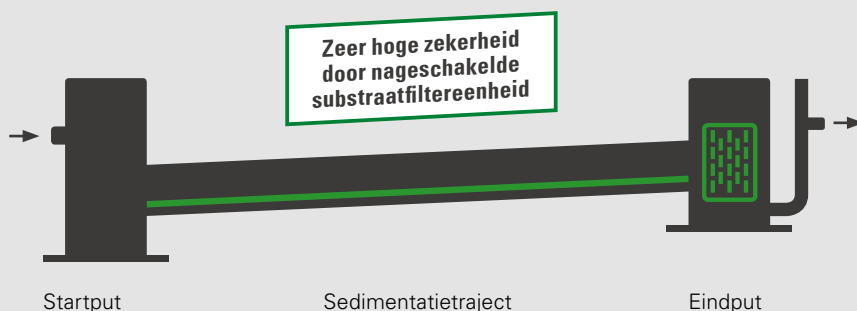 Zeer hoge zekerheid
door nageschakelde
substraatfiltereenheid
Startput
Sedimentatietraject
Eindput